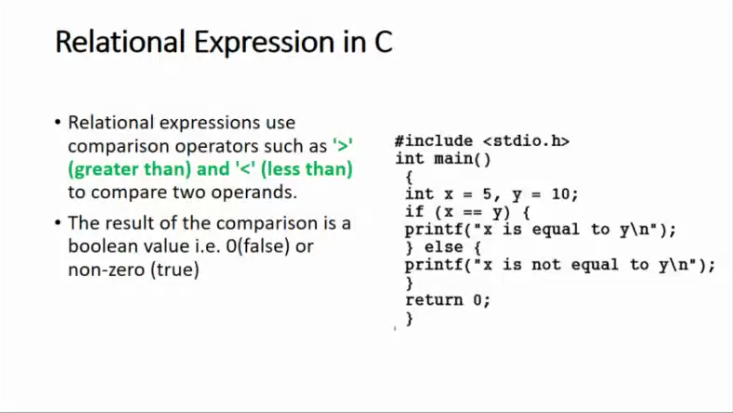 Relational Expression in C
• Relational expressions use
comparison operators such as '>'
(greater than) and '<' (less than)
to compare two operands.
• The result of the comparison is a
boolean value i.e. 0(false) or
non-zero (true)
#include <stdio.h>
int main()
{
int x = 5, y = 10;
if (x == y) {
printf("x is equal to y\n");
} else {
printf("x is not equal to y\n");
}
return 0;
}